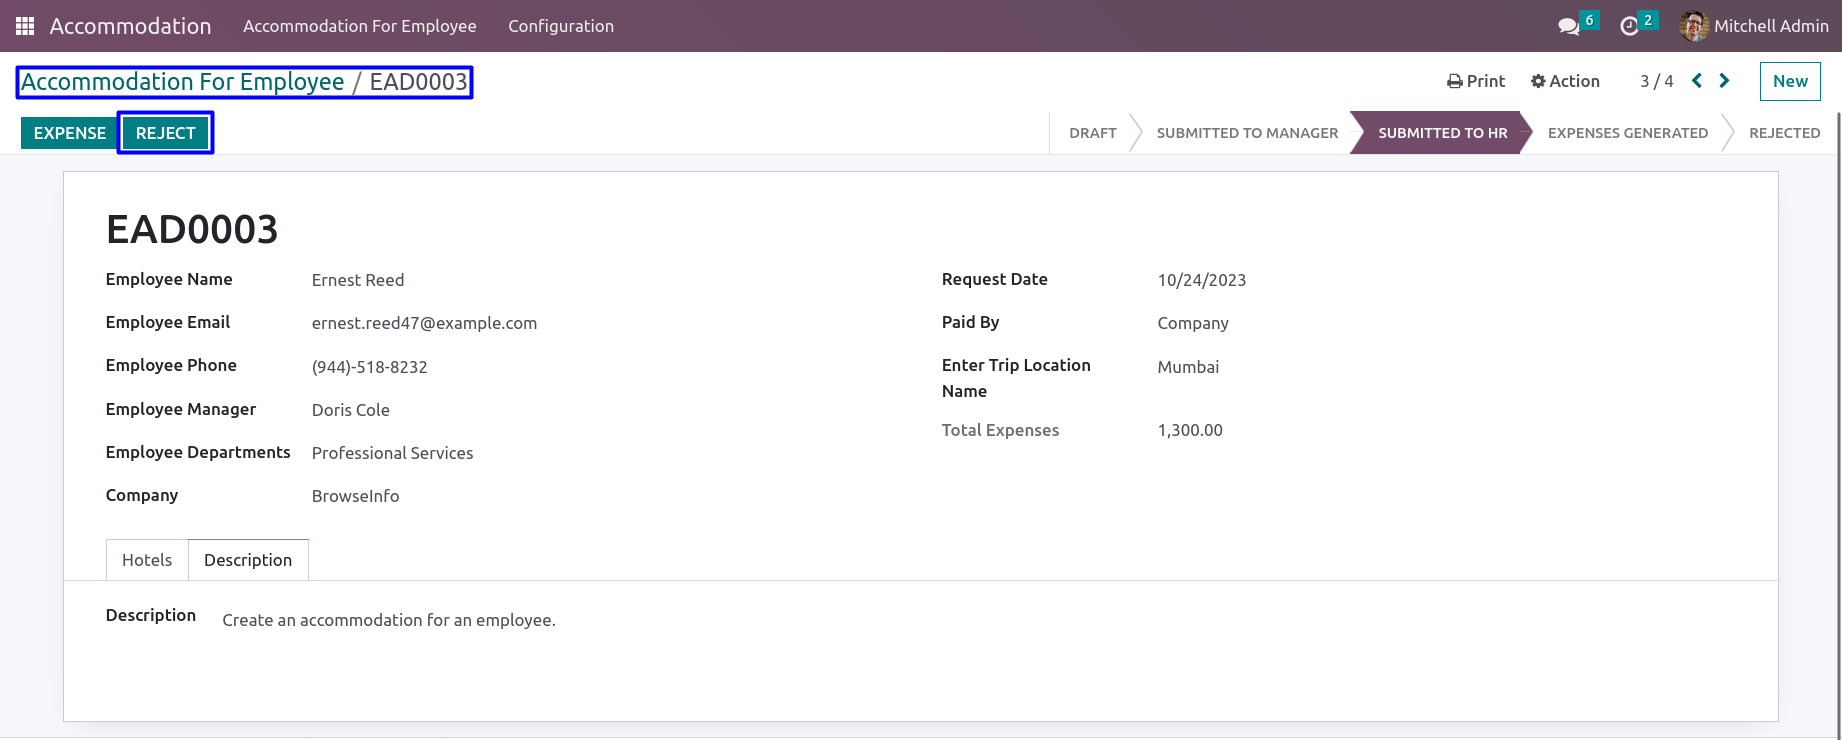 Accommodation Accommodation For Employee Configuration 6 2 Mitchell Admin
Accommodation For Employee / EAD0003 Print Action 3 / 4 New
EXPENSE REJECT DRAFT SUBMITTED TO MANAGER SUBMITTED TO HR EXPENSES GENERATED REJECTED
EAD0003
Employee Name Ernest Reed Request Date 10/24/2023
Employee Email ernest.reed47@example.com Paid By Company
Employee Phone (944)-518-8232 Enter Trip Location Mumbai
Name
Employee Manager Doris Cole
Total Expenses 1,300.00
Employee Departments Professional Services
Company BrowseInfo
Hotels Description
Description Create an accommodation for an employee.